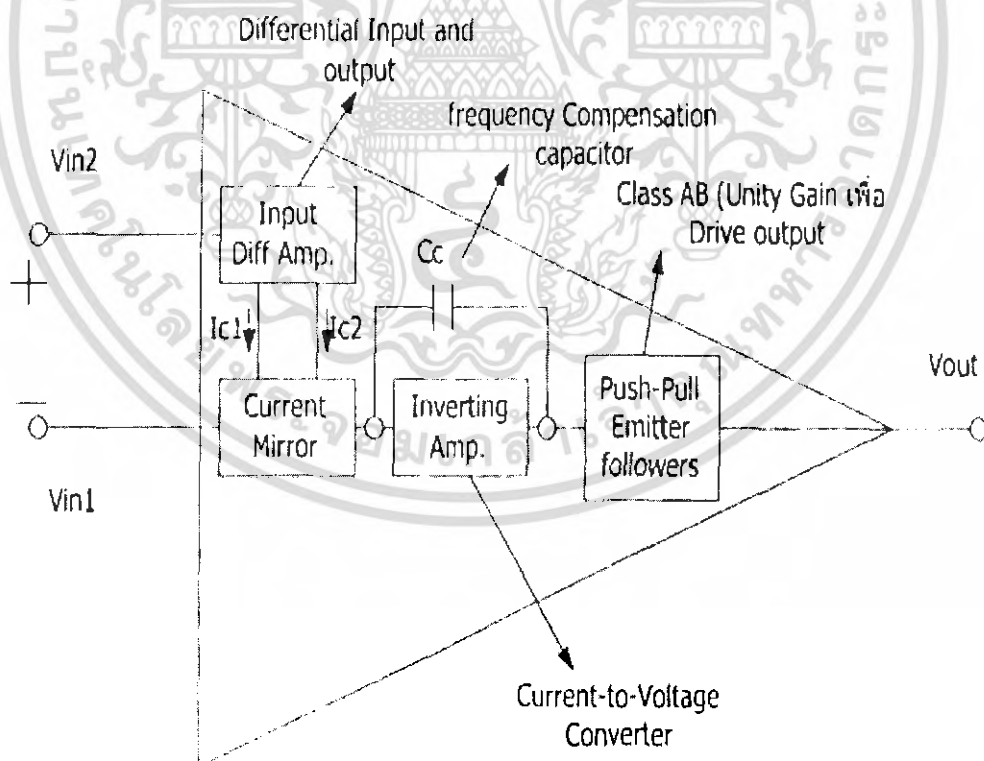 Differential Input and
output
frequency Compensation
capacitor
Class AB (Unity Gain เพื่อ
Drive output
Vin2
+
Input
Diff Amp.
Cc
Ic1
Ic2
Current
Mirror
Inverting
Amp.
Push-Pull
Emitter
followers
Vout
–
Vin1
Current-to-Voltage
Converter